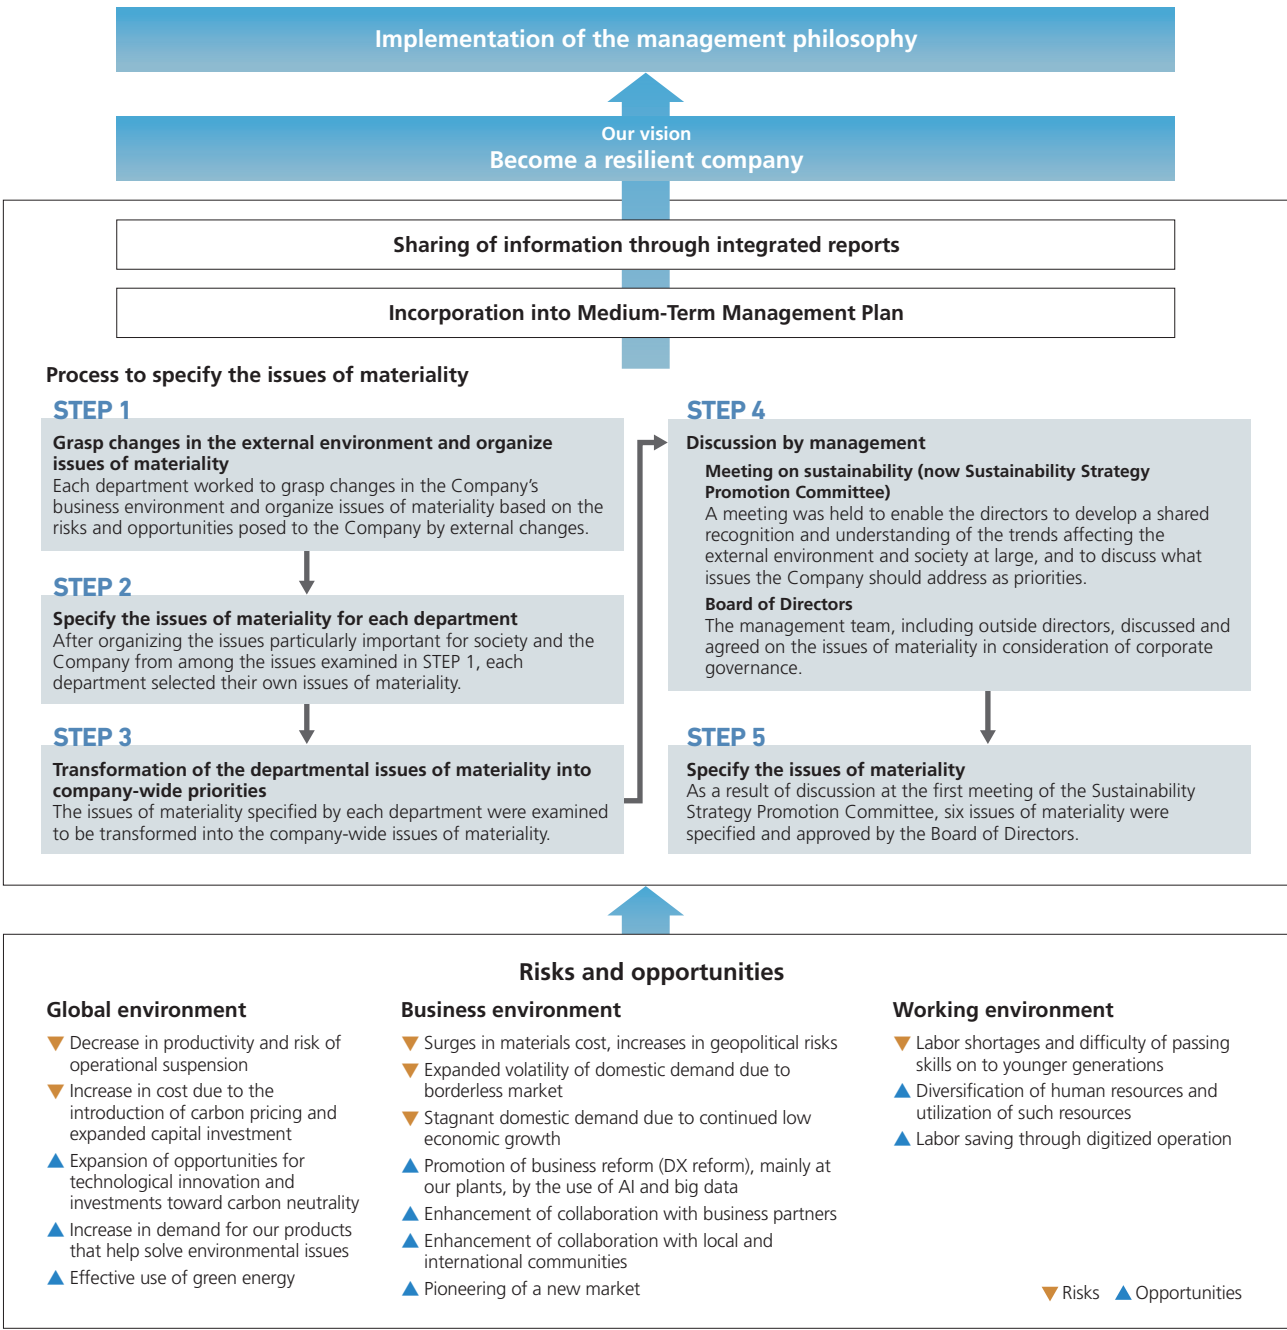 Implementation of the management philosophy
Our vision
Become a resilient company
Sharing of information through integrated reports
Incorporation into Medium-Term Management Plan
Process to specify the issues of materiality
STEP 1
Grasp changes in the external environment and organize
issues of materiality
Each department worked to grasp changes in the Company’s
business environment and organize issues of materiality based on the
risks and opportunities posed to the Company by external changes.
STEP 2
Specify the issues of materiality for each department
After organizing the issues particularly important for society and the
Company from among the issues examined in STEP 1, each
department selected their own issues of materiality.
STEP 3
Transformation of the departmental issues of materiality into
company-wide priorities
The issues of materiality specified by each department were examined
to be transformed into the company-wide issues of materiality.
STEP 4
Discussion by management
Meeting on sustainability (now Sustainability Strategy
Promotion Committee)
A meeting was held to enable the directors to develop a shared
recognition and understanding of the trends affecting the
external environment and society at large, and to discuss what
issues the Company should address as priorities.
Board of Directors
The management team, including outside directors, discussed and
agreed on the issues of materiality in consideration of corporate
governance.
STEP 5
Specify the issues of materiality
As a result of discussion at the first meeting of the Sustainability
Strategy Promotion Committee, six issues of materiality were
specified and approved by the Board of Directors.
Risks and opportunities
Global environment
▼ Decrease in productivity and risk of
operational suspension
▼ Increase in cost due to the
introduction of carbon pricing and
expanded capital investment
▲ Expansion of opportunities for
technological innovation and
investments toward carbon neutrality
▲ Increase in demand for our products
that help solve environmental issues
▲ Effective use of green energy
Business environment
▼ Surges in materials cost, increases in geopolitical risks
▼ Expanded volatility of domestic demand due to
borderless market
▼ Stagnant domestic demand due to continued low
economic growth
▲ Promotion of business reform (DX reform), mainly at
our plants, by the use of AI and big data
▲ Enhancement of collaboration with business partners
▲ Enhancement of collaboration with local and
international communities
▲ Pioneering of a new market
Working environment
▼ Labor shortages and difficulty of passing
skills on to younger generations
▲ Diversification of human resources and
utilization of such resources
▲ Labor saving through digitized operation
▼ Risks ▲ Opportunities